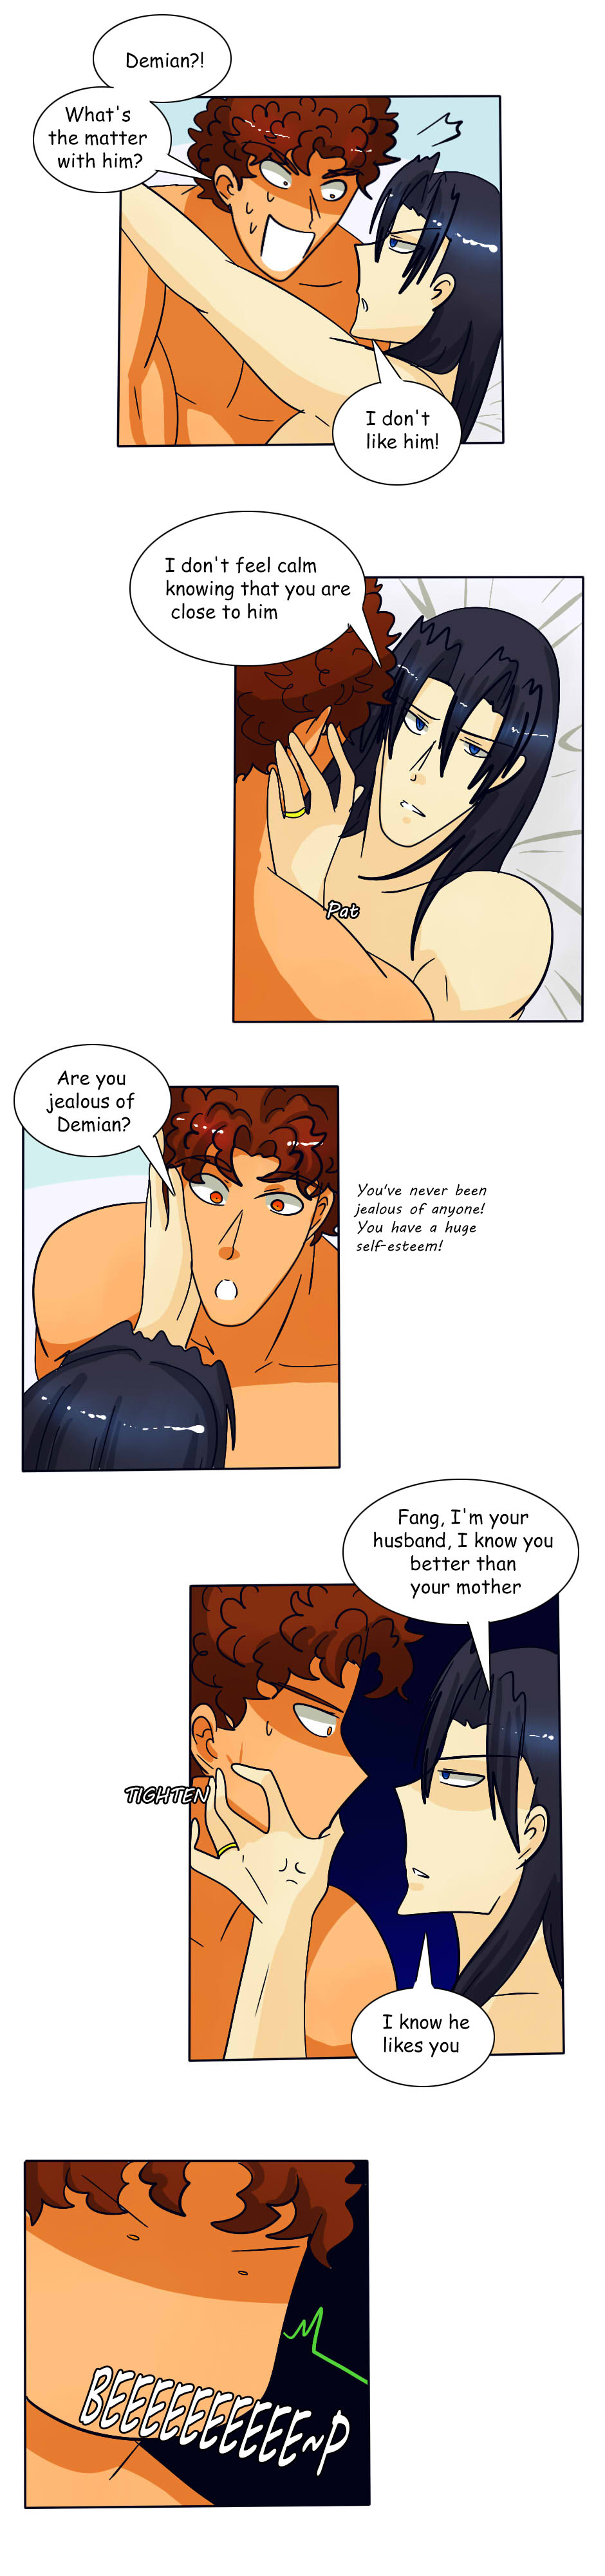 Demian?!
What's
the matter
with him?
I don't
like him!
I don't feel calm
knowing that you are
close to him
Pat
Are you
jealous of
Demian?
You've never been
jealous of anyone!
You have a huge
self-esteem!
Fang, I'm your
husband, I know you
better than
your mother
TIGHTEN
I know he
likes you
BEEEEEEEEEE~P